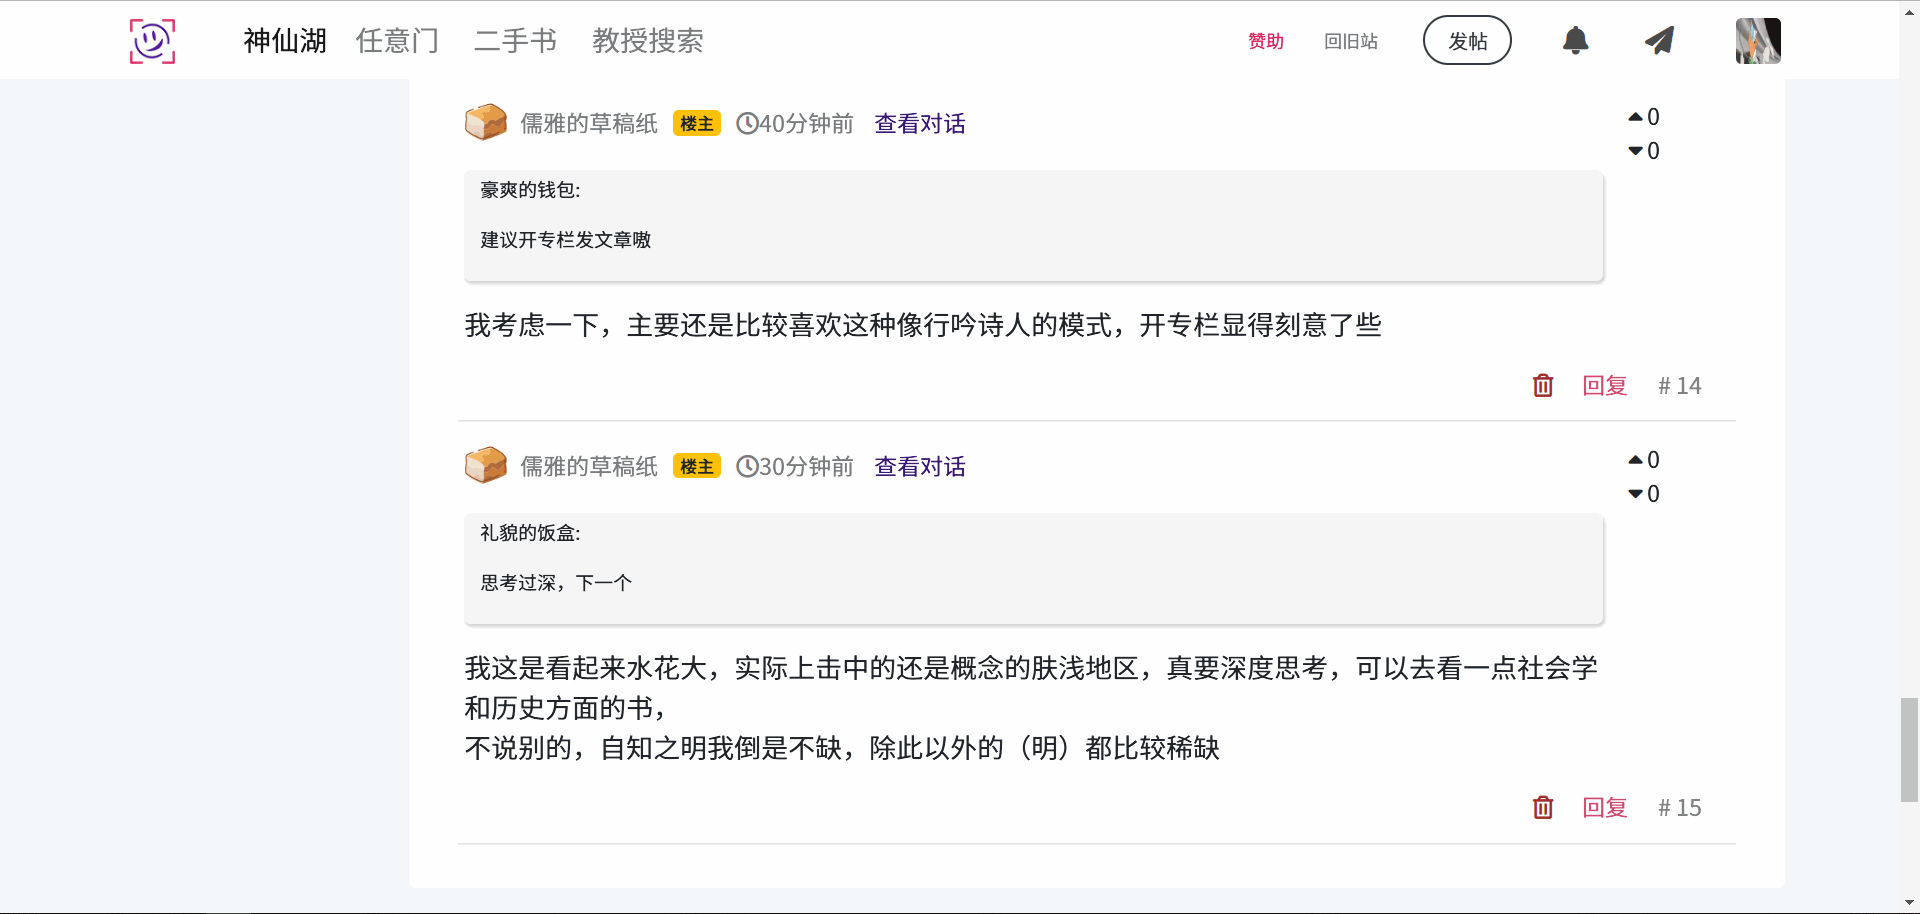 神仙湖 任意门 二手书 教授搜索 赞助 回旧站 发帖
儒雅的草稿纸 楼主 40分钟前 查看对话 0
0
豪爽的钱包:
建议开专栏发文章嗷
我考虑一下，主要还是比较喜欢这种像行吟诗人的模式，开专栏显得刻意了些
回复 # 14
儒雅的草稿纸 楼主 30分钟前 查看对话 0
0
礼貌的饭盒:
思考过深，下一个
我这是看起来水花大，实际上击中的还是概念的肤浅地区，真要深度思考，可以去看一点社会学
和历史方面的书，
不说别的，自知之明我倒是不缺，除此以外的（明）都比较稀缺
回复 # 15